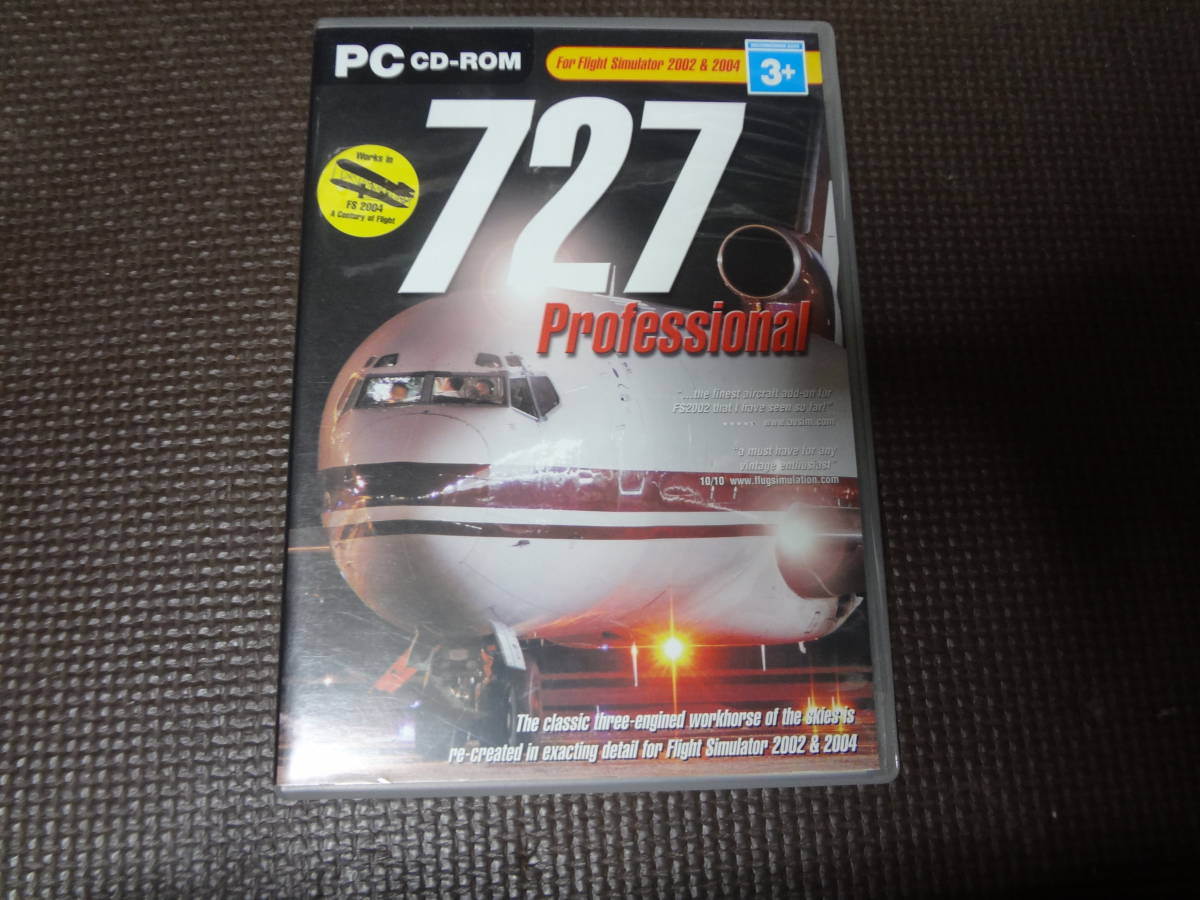 PC CD-ROM
For Flight Simulator 2002 & 2004
3+
727
Works in
FS 2004
A Century of Flight
Professional
"...the finest aircraft add-on for
FS2002 that I have seen so far!"
www.avsim.com
"a must have for any
vintage enthusiast"
10/10 www.flugsimulation.com
The classic three-engined workhorse of the skies is
re-created in exacting detail for Flight Simulator 2002 & 2004